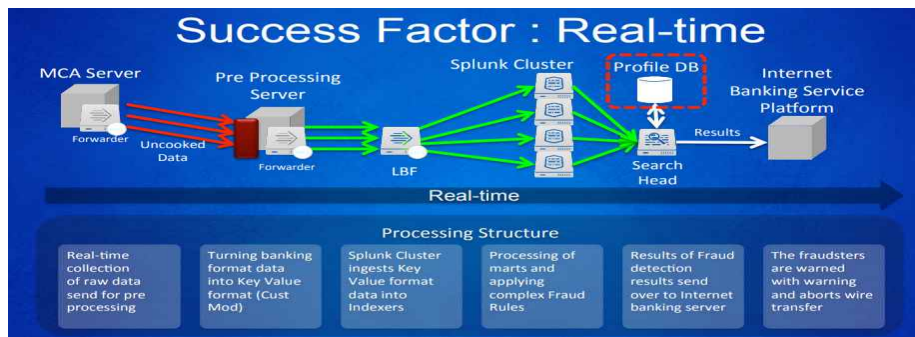 Success Factor : Real-time
MCA Server
Pre Processing
Server
Splunk Cluster
Profile DB
Internet
Banking Service
Platform
Forwarder
Uncooked
Data
Forwarder
LBF
Search
Head
Results
Real-time
Processing Structure
Real-time
collection
of raw data
send for pre
processing
Turning banking
format data
into Key Value
format (Cust
Mod)
Splunk Cluster
ingests Key
Value format
data into
Indexers
Processing of
marts and
applying
complex Fraud
Rules
Results of Fraud
detection
results send
over to Internet
banking server
The fraudsters
are warned
with warning
and aborts wire
transfer